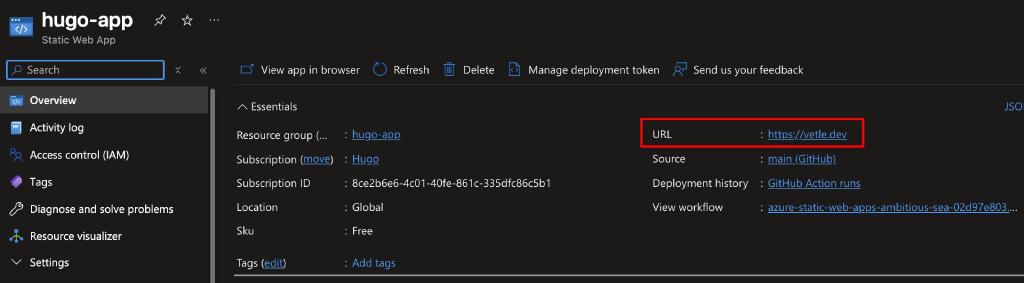 hugo-app
Static Web App
Search
View app in browser Refresh Delete Manage deployment token Send us your feedback
Overview
Activity log
Access control (IAM)
Tags
Diagnose and solve problems
Resource visualizer
Settings
Essentials
JSO
Resource group (... : hugo-app
Subscription (move) : Hugo
Subscription ID : 8ce2b6e6-4c01-40fe-861c-335dfc86c5b1
Location : Global
Sku : Free
URL : https://vetle.dev
Source : main (GitHub)
Deployment history : GitHub Action runs
View workflow : azure-static-web-apps-ambitious-sea-02d97e803....
Tags (edit) : Add tags